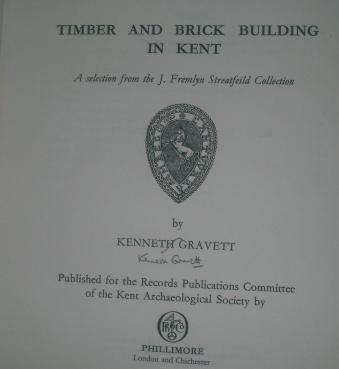 TIMBER AND BRICK BUILDING
IN KENT
A selection from the J. Fremlyn Streatfeild Collection
by
KENNETH GRAVETT
Kenneth Gravett
Published for the Records Publications Committee
of the Kent Archaeological Society by
PHILLIMORE
London and Chichester